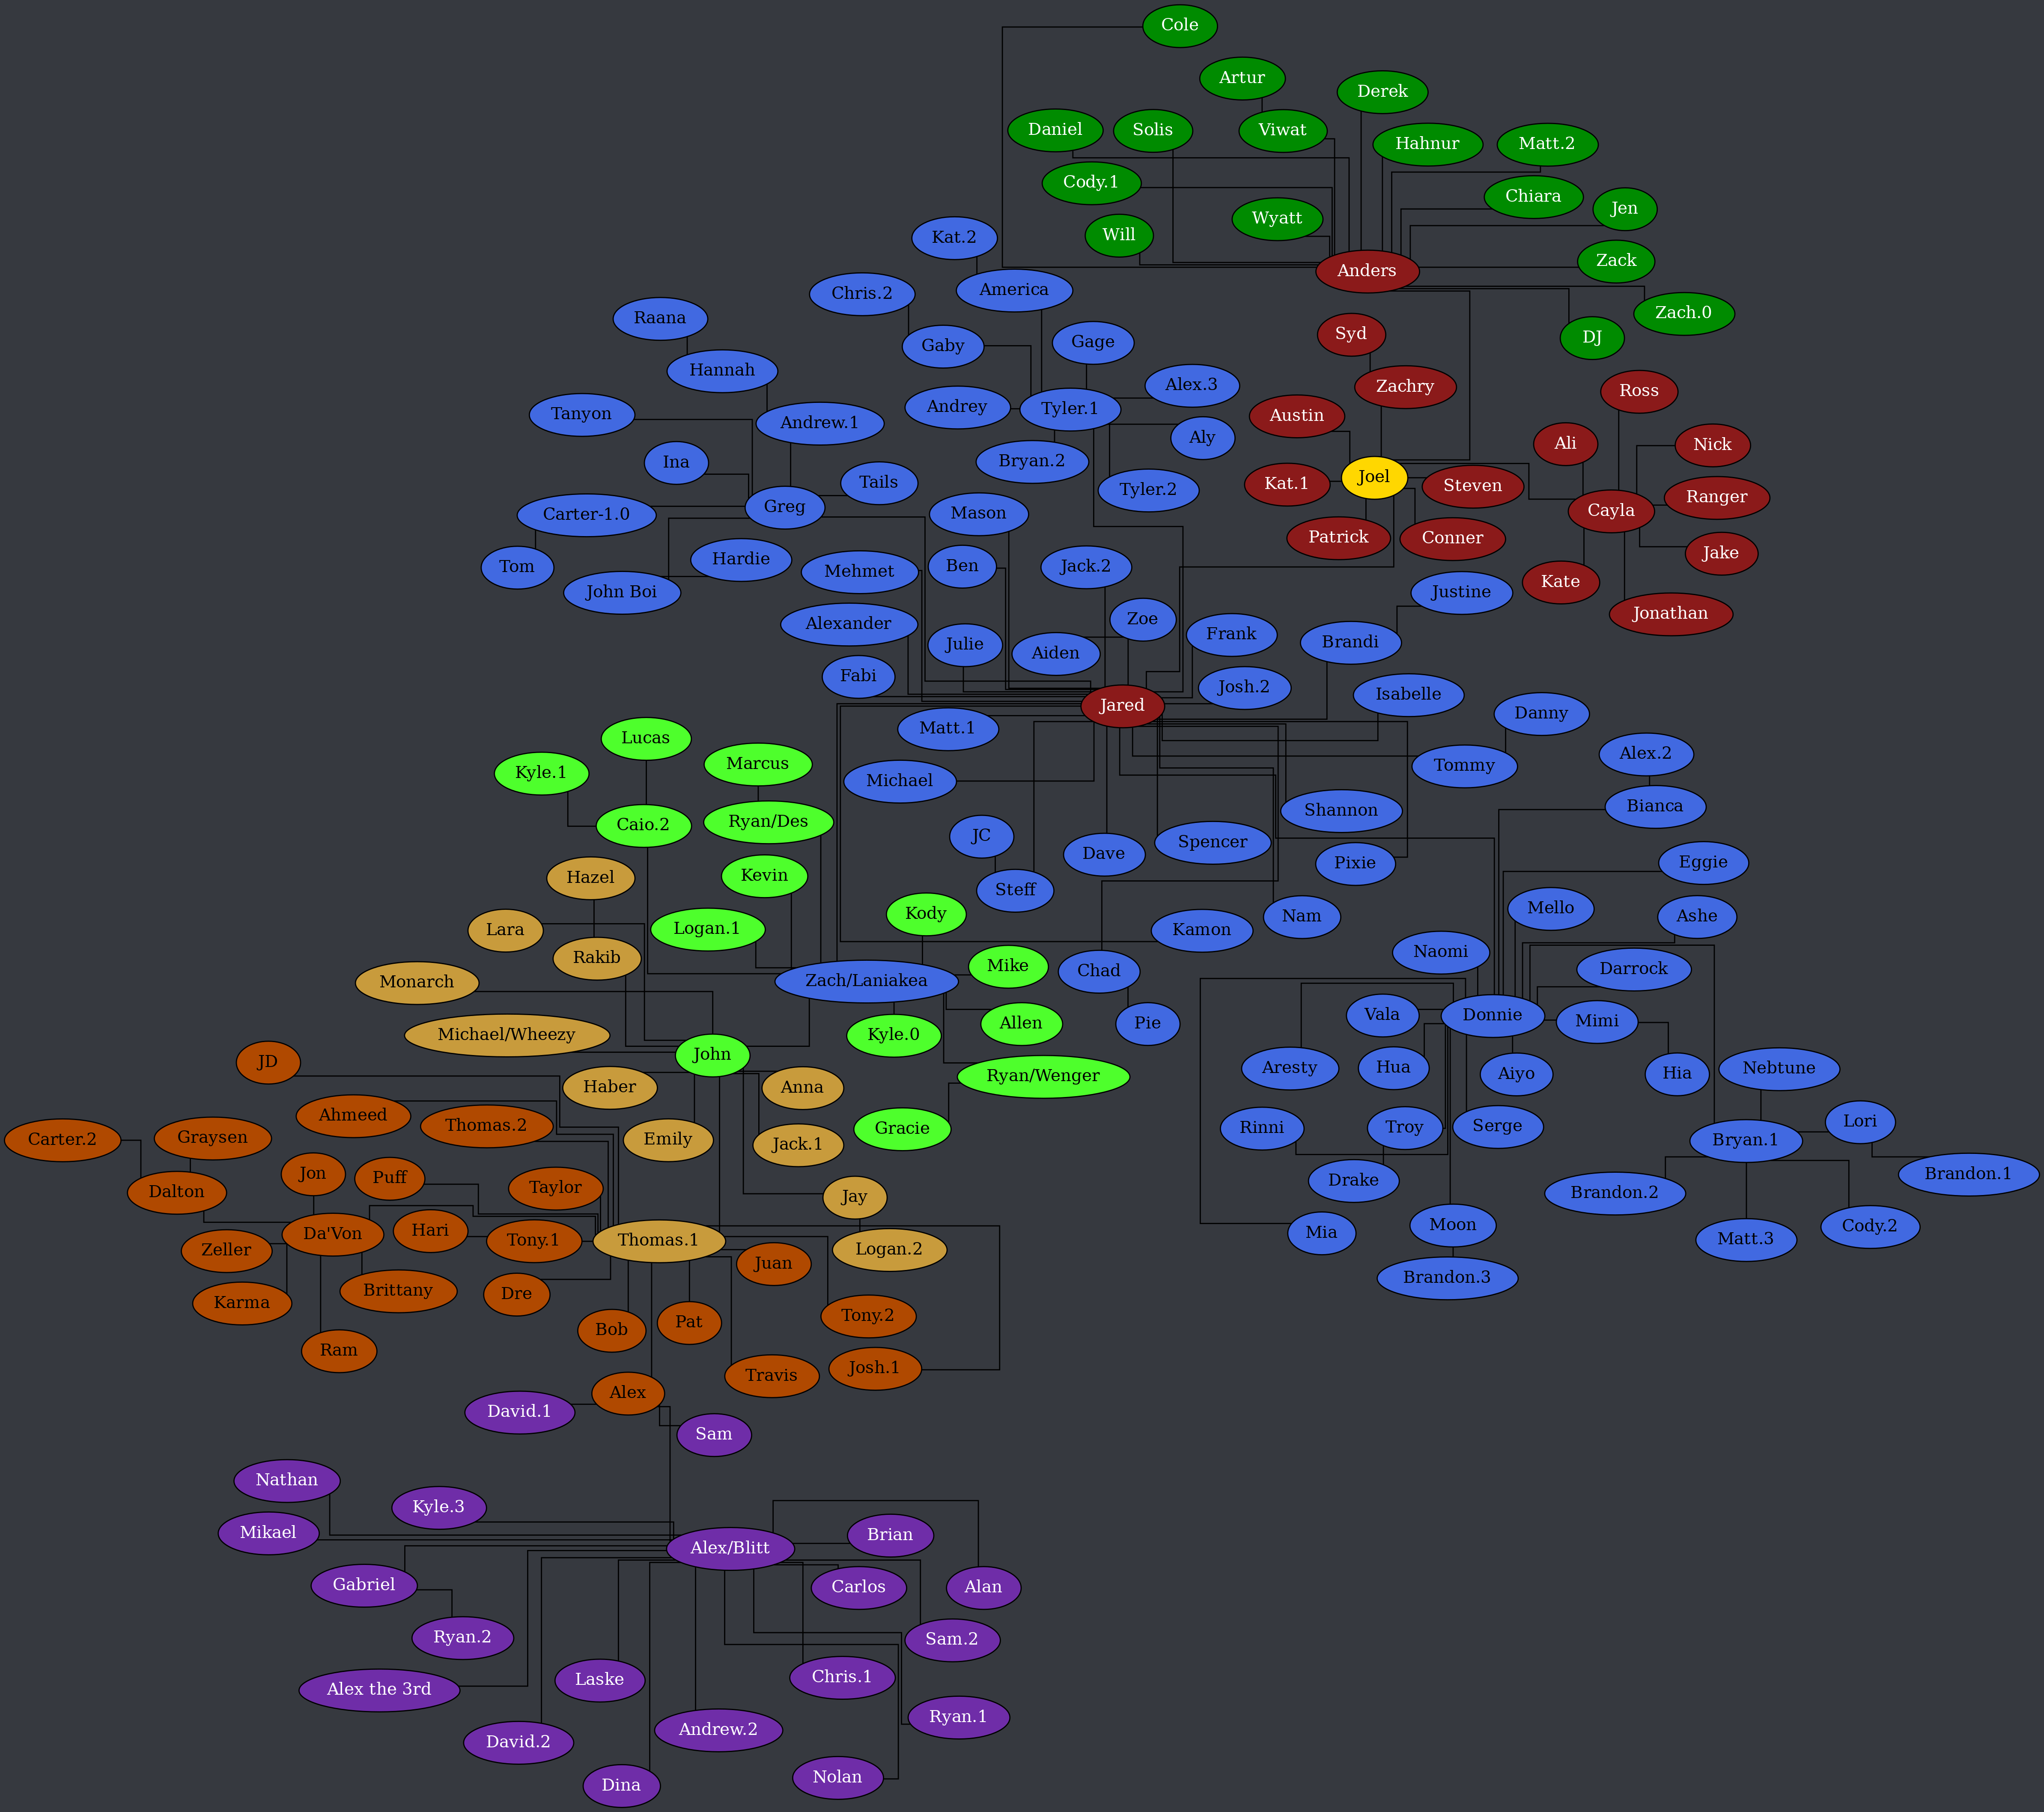 Cole
Artur
Derek
Daniel
Solis
Viwat
Hahnur
Matt.2
Cody.1
Chiara
Jen
Wyatt
Will
Kat.2
Zack
Anders
America
Chris.2
Zach.0
Raana
Syd
DJ
Gage
Gaby
Hannah
Zachry
Alex.3
Ross
Andrey
Tyler.1
Tanyon
Austin
Andrew.1
Aly
Ali
Nick
Ina
Bryan.2
Joel
Tails
Kat.1
Steven
Tyler.2
Ranger
Greg
Carter-1.0
Mason
Cayla
Patrick
Conner
Hardie
Jake
Tom
Mehmet
Ben
Jack.2
Kate
John Boi
Justine
Jonathan
Alexander
Zoe
Frank
Julie
Aiden
Brandi
Fabi
Josh.2
Isabelle
Jared
Danny
Matt.1
Lucas
Alex.2
Marcus
Tommy
Kyle.1
Michael
Bianca
Shannon
Ryan/Des
Caio.2
JC
Spencer
Dave
Pixie
Eggie
Kevin
Hazel
Steff
Mello
Kody
Nam
Ashe
Logan.1
Lara
Kamon
Naomi
Rakib
Mike
Chad
Darrock
Monarch
Zach/Laniakea
Vala
Donnie
Mimi
Allen
Pie
Michael/Wheezy
Kyle.0
John
JD
Aresty
Hua
Nebtune
Aiyo
Hia
Ryan/Wenger
Haber
Anna
Ahmeed
Lori
Thomas.2
Serge
Rinni
Troy
Gracie
Carter.2
Graysen
Emily
Bryan.1
Jack.1
Jon
Brandon.1
Puff
Drake
Taylor
Dalton
Brandon.2
Jay
Moon
Cody.2
Hari
Mia
Da'Von
Tony.1
Thomas.1
Matt.3
Zeller
Logan.2
Juan
Brandon.3
Brittany
Dre
Karma
Tony.2
Pat
Bob
Ram
Josh.1
Travis
Alex
David.1
Sam
Nathan
Kyle.3
Mikael
Brian
Alex/Blitt
Gabriel
Carlos
Alan
Ryan.2
Sam.2
Laske
Chris.1
Alex the 3rd
Ryan.1
Andrew.2
David.2
Nolan
Dina